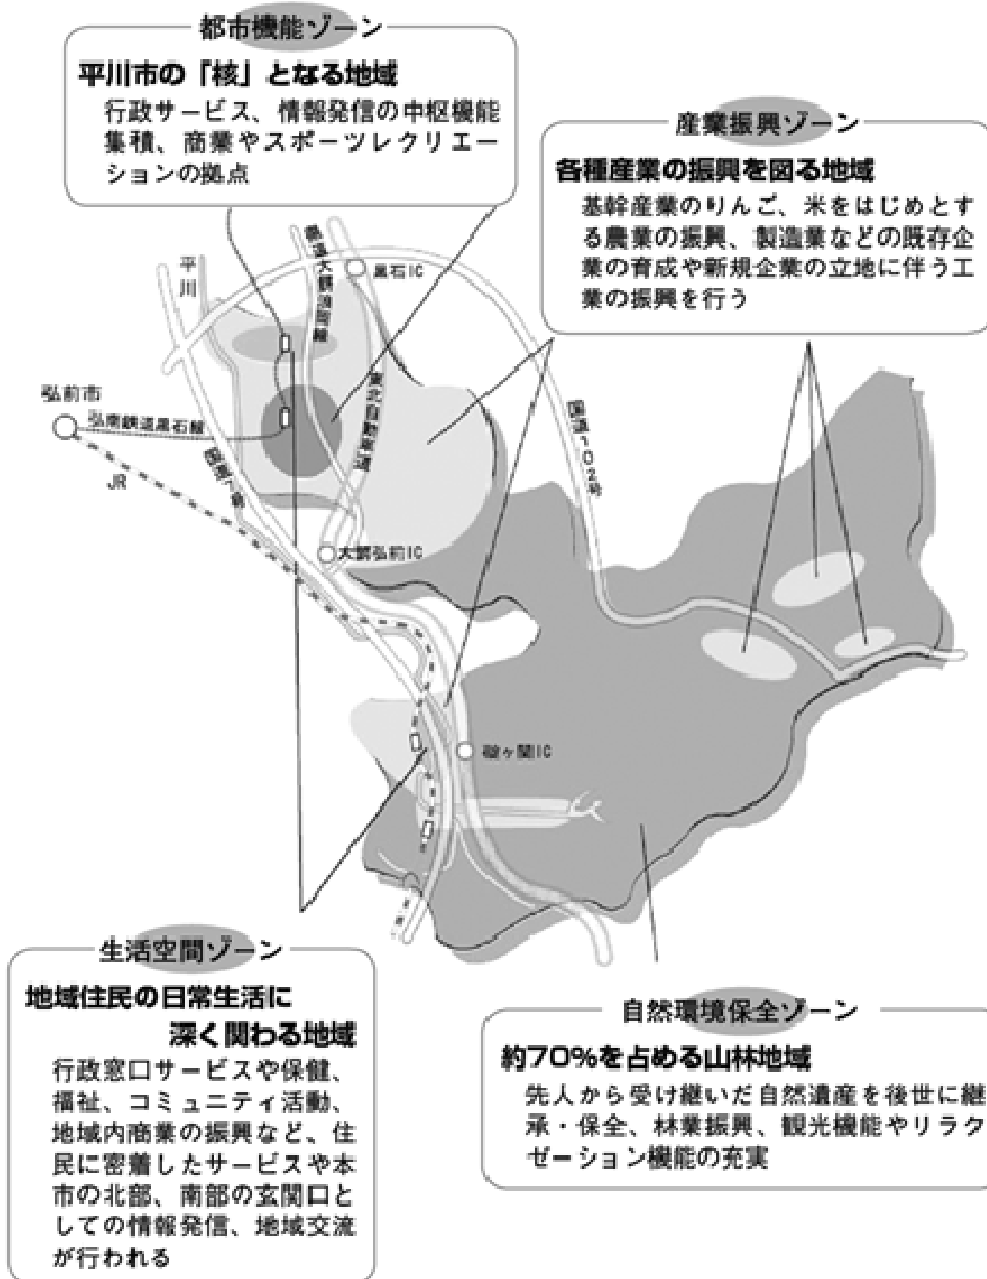 都市機能ゾーン
平川市の「核」となる地域
行政サービス、情報発信の中枢機能
集積、商業やスポーツレクリエー
ションの拠点
産業振興ゾーン
各種産業の振興を図る地域
基幹産業のりんご、米をはじめとす
る農業の振興、製造業などの既存企
業の育成や新規企業の立地に伴う工
業の振興を行う
平川
黒石IC
東北自動車道
国道102号
弘前市
弘南鉄道黒石線
国道7号
JR
大鰐弘前IC
碇ヶ関IC
生活空間ゾーン
地域住民の日常生活に
深く関わる地域
行政窓口サービスや保健、
福祉、コミュニティ活動、
地域内商業の振興など、住
民に密着したサービスや本
市の北部、南部の玄関口と
しての情報発信、地域交流
が行われる
自然環境保全ゾーン
約70%を占める山林地域
先人から受け継いだ自然遺産を後世に継
承・保全、林業振興、観光機能やリラク
ゼーション機能の充実